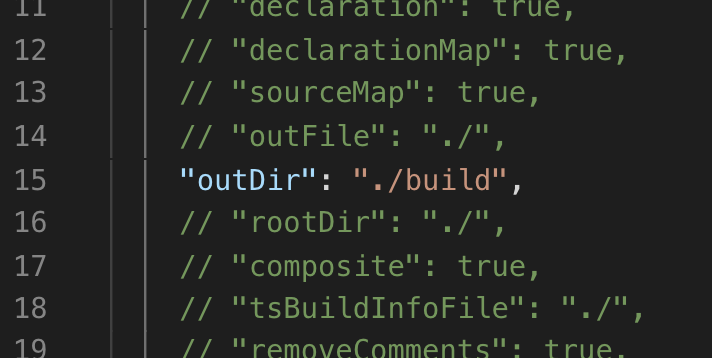 11 // "declaration": true,
12 // "declarationMap": true,
13 // "sourceMap": true,
14 // "outFile": "./",
15 "outDir": "./build",
16 // "rootDir": "./",
17 // "composite": true,
18 // "tsBuildInfoFile": "./",
19 // "removeComments": true,